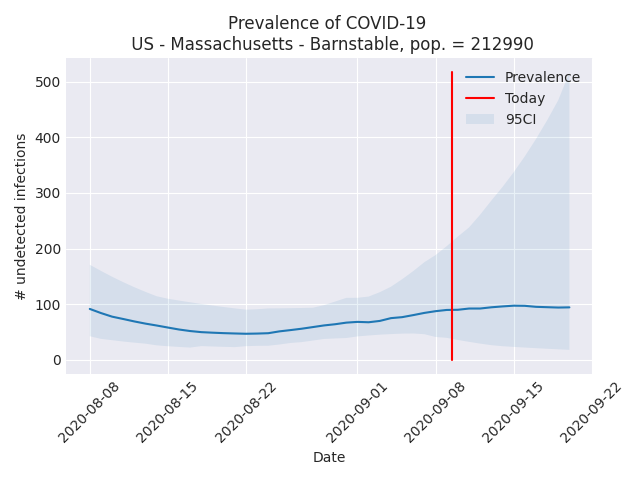 Prevalence of COVID-19
US - Massachusetts - Barnstable, pop. = 212990
Prevalence
Today
95CI
# undetected infections
500
400
300
200
100
0
2020-08-08
2020-08-15
2020-08-22
2020-09-01
2020-09-08
2020-09-15
2020-09-22
Date